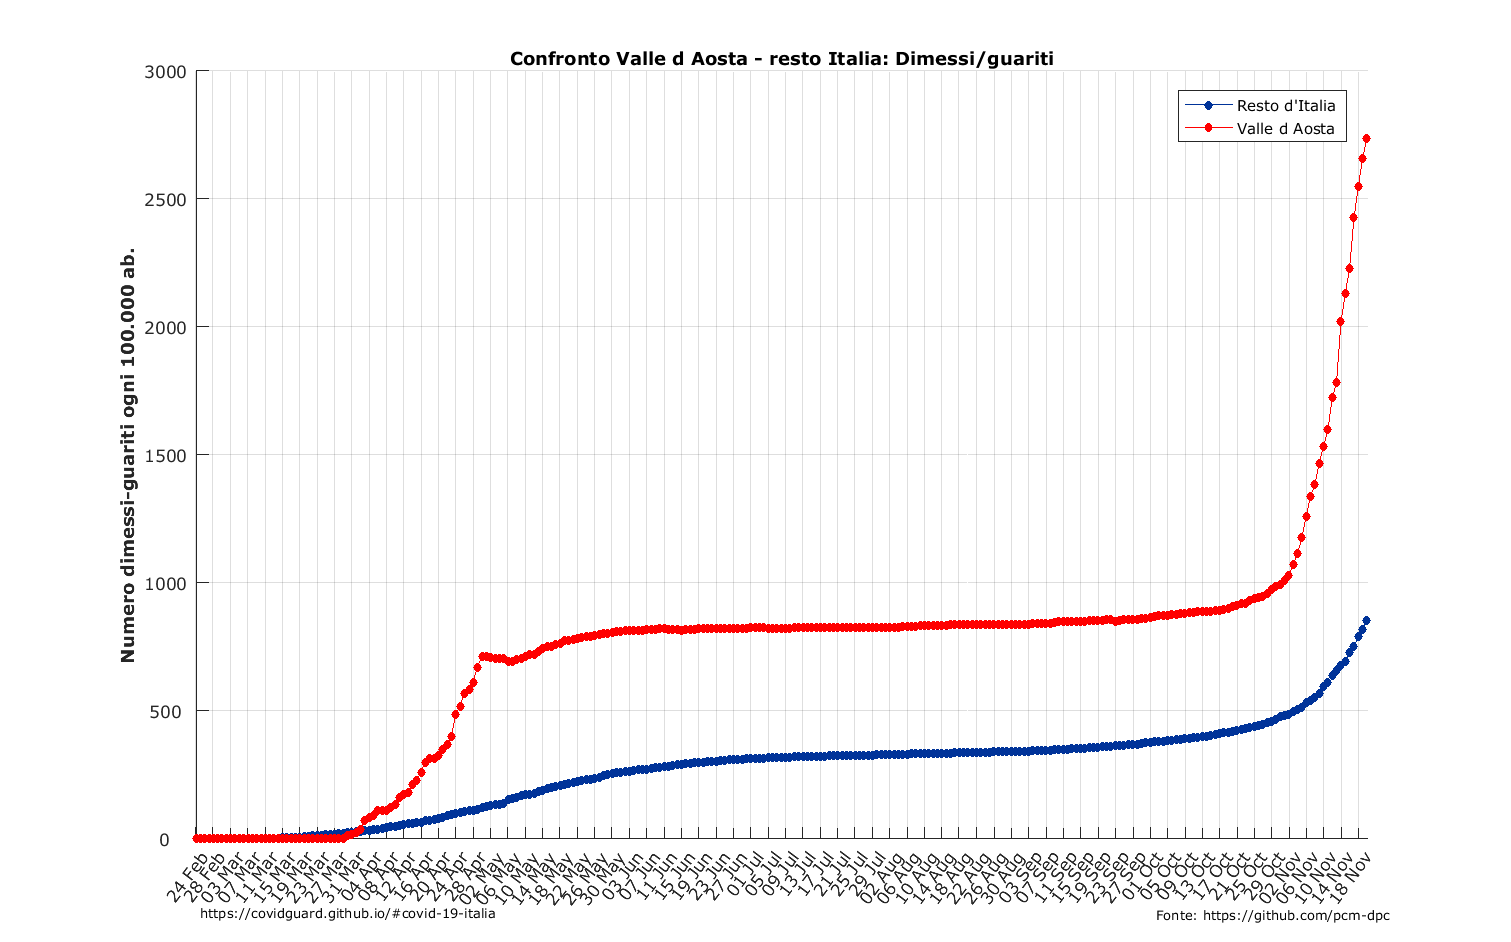 Confronto Valle d Aosta - resto Italia: Dimessi/guariti
Resto d'Italia
Valle d Aosta
Numero dimessi-guariti ogni 100.000 ab.
3000
2500
2000
1500
1000
500
0
24 Feb
28 Feb
03 Mar
07 Mar
11 Mar
15 Mar
19 Mar
23 Mar
27 Mar
31 Mar
04 Apr
08 Apr
12 Apr
16 Apr
20 Apr
24 Apr
28 Apr
02 May
06 May
10 May
14 May
18 May
22 May
26 May
30 May
03 Jun
07 Jun
11 Jun
15 Jun
19 Jun
23 Jun
27 Jun
01 Jul
05 Jul
09 Jul
13 Jul
17 Jul
21 Jul
25 Jul
29 Jul
02 Aug
06 Aug
10 Aug
14 Aug
18 Aug
22 Aug
26 Aug
30 Aug
03 Sep
07 Sep
11 Sep
15 Sep
19 Sep
23 Sep
27 Sep
01 Oct
05 Oct
09 Oct
13 Oct
17 Oct
21 Oct
25 Oct
29 Oct
02 Nov
06 Nov
10 Nov
14 Nov
18 Nov
https://covidguard.github.io/#covid-19-italia
Fonte: https://github.com/pcm-dpc